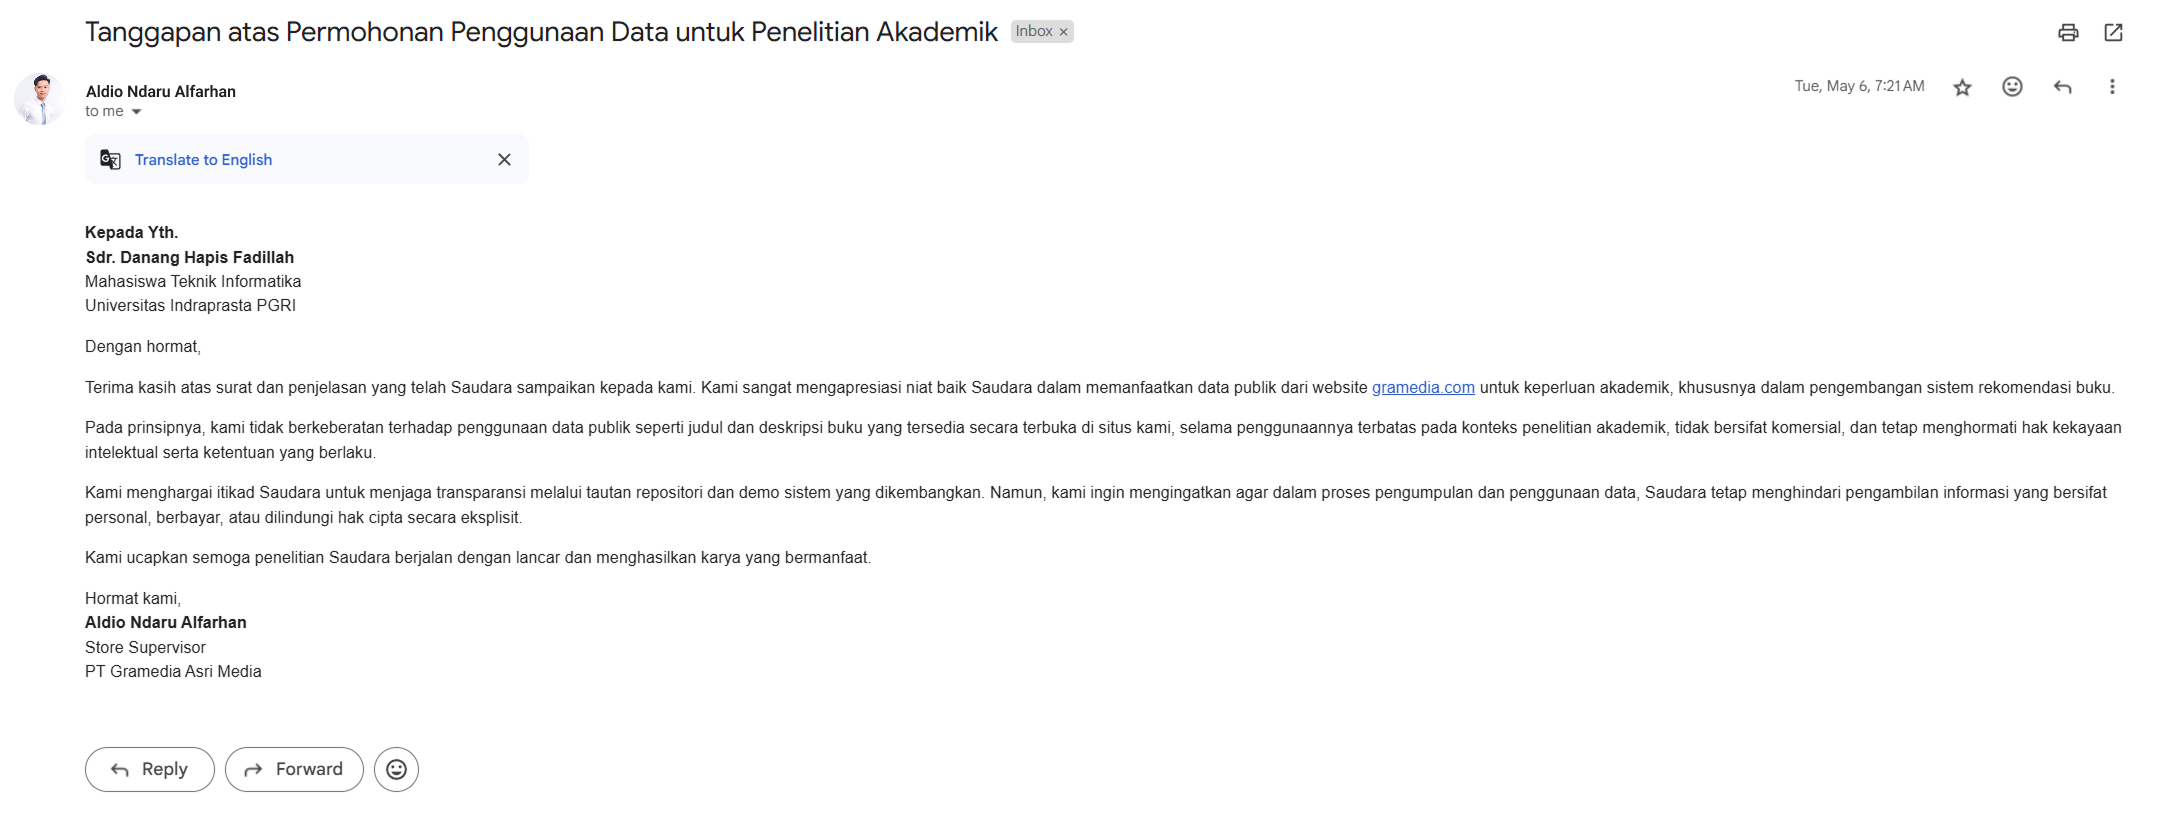 Tanggapan atas Permohonan Penggunaan Data untuk Penelitian Akademik Inbox ×
Aldio Ndaru Alfarhan Tue, May 6, 7:21 AM
to me
Translate to English
Kepada Yth.
Sdr. Danang Hapis Fadillah
Mahasiswa Teknik Informatika
Universitas Indraprasta PGRI
Dengan hormat,
Terima kasih atas surat dan penjelasan yang telah Saudara sampaikan kepada kami. Kami sangat mengapresiasi niat baik Saudara dalam memanfaatkan data publik dari website gramedia.com untuk keperluan akademik, khususnya dalam pengembangan sistem rekomendasi buku.
Pada prinsipnya, kami tidak berkeberatan terhadap penggunaan data publik seperti judul dan deskripsi buku yang tersedia secara terbuka di situs kami, selama penggunaannya terbatas pada konteks penelitian akademik, tidak bersifat komersial, dan tetap menghormati hak kekayaan
intelektual serta ketentuan yang berlaku.
Kami menghargai itikad Saudara untuk menjaga transparansi melalui tautan repositori dan demo sistem yang dikembangkan. Namun, kami ingin mengingatkan agar dalam proses pengumpulan dan penggunaan data, Saudara tetap menghindari pengambilan informasi yang bersifat
personal, berbayar, atau dilindungi hak cipta secara eksplisit.
Kami ucapkan semoga penelitian Saudara berjalan dengan lancar dan menghasilkan karya yang bermanfaat.
Hormat kami,
Aldio Ndaru Alfarhan
Store Supervisor
PT Gramedia Asri Media
Reply Forward